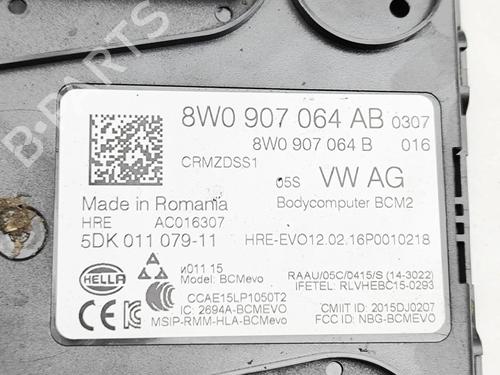 8W0 907 064 AB 0307
8W0 907 064 B 016
CRMZDSS1
05S VW AG
Made in Romania Bodycomputer BCM2
HRE AC016307
5DK 011 079-11 HRE-EVO12.02.16P0010218
HELLA
И011 15
Model: BCMevo
RAAU/05C/0415/S (14-3022)
IFETEL: RLVHEBC15-0293
CCAE15LP1050T2
IC: 2694A-BCMEVO
MSIP-RMM-HLA-BCMevo
CMIIT ID: 2015DJ0207
FCC ID: NBG-BCMEVO
B-PARTS